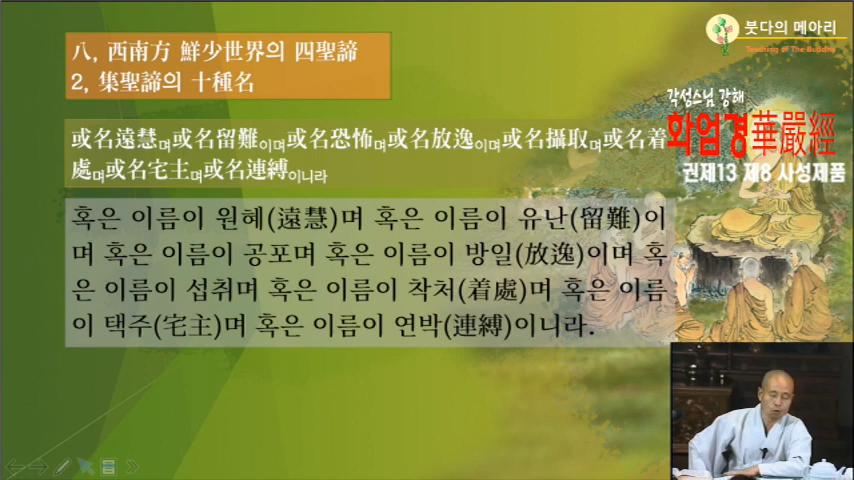 八, 西南方 鮮少世界의 四聖諦
2, 集聖諦의 十種名
붓다의 메아리
Teaching of The Buddha
각성스님 강해
화엄경華嚴經
권제13 제8 사성제품
或名遠慧며或名留難이며或名恐怖며或名放逸이며或名攝取며或名着
處며或名宅主며或名連縛이니라
혹은 이름이 원혜(遠慧)며 혹은 이름이 유난(留難)이
며 혹은 이름이 공포며 혹은 이름이 방일(放逸)이며 혹
은 이름이 섭취며 혹은 이름이 착처(着處)며 혹은 이름
이 택주(宅主)며 혹은 이름이 연박(連縛)이니라.